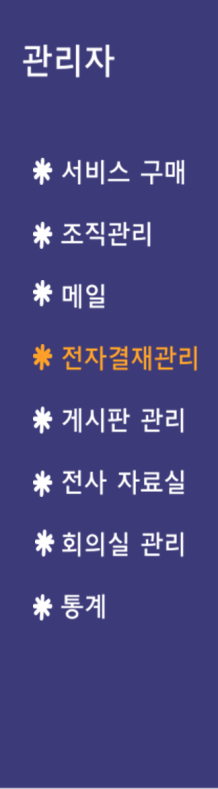 관리자
* 서비스 구매
* 조직관리
* 메일
* 전자결재관리
* 게시판 관리
* 전사 자료실
* 회의실 관리
* 통계